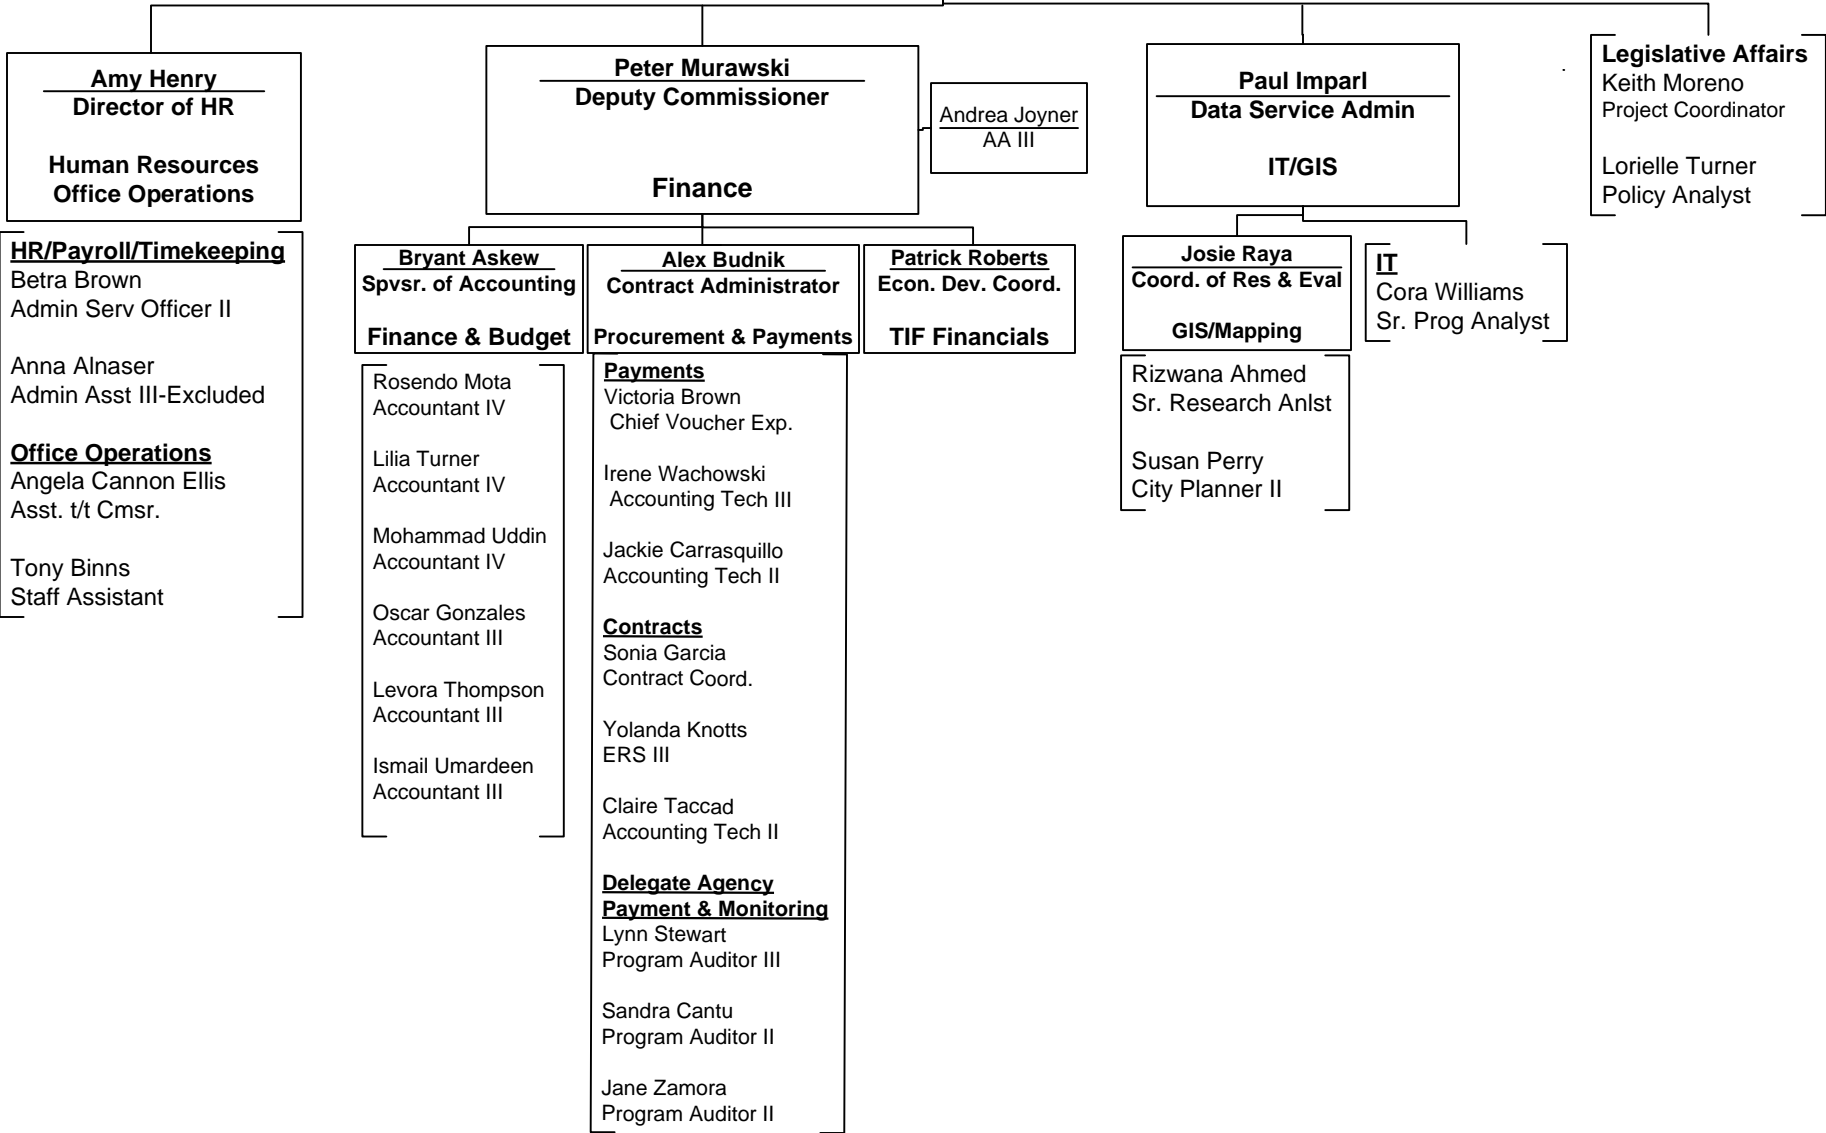 Amy Henry
Director of HR
Human Resources
Office Operations
HR/Payroll/Timekeeping
Betra Brown
Admin Serv Officer II
Anna Alnaser
Admin Asst III-Excluded
Office Operations
Angela Cannon Ellis
Asst. t/t Cmsr.
Tony Binns
Staff Assistant
Peter Murawski
Deputy Commissioner
Finance
Andrea Joyner
AA III
Bryant Askew
Spvsr. of Accounting
Finance & Budget
Rosendo Mota
Accountant IV
Lilia Turner
Accountant IV
Mohammad Uddin
Accountant IV
Oscar Gonzales
Accountant III
Levora Thompson
Accountant III
Ismail Umardeen
Accountant III
Alex Budnik
Contract Administrator
Procurement & Payments
Payments
Victoria Brown
Chief Voucher Exp.
Irene Wachowski
Accounting Tech III
Jackie Carrasquillo
Accounting Tech II
Contracts
Sonia Garcia
Contract Coord.
Yolanda Knotts
ERS III
Claire Taccad
Accounting Tech II
Delegate Agency
Payment & Monitoring
Lynn Stewart
Program Auditor III
Sandra Cantu
Program Auditor II
Jane Zamora
Program Auditor II
Patrick Roberts
Econ. Dev. Coord.
TIF Financials
Paul Imparl
Data Service Admin
IT/GIS
Josie Raya
Coord. of Res & Eval
GIS/Mapping
Rizwana Ahmed
Sr. Research Anlst
Susan Perry
City Planner II
IT
Cora Williams
Sr. Prog Analyst
.
Legislative Affairs
Keith Moreno
Project Coordinator
Lorielle Turner
Policy Analyst